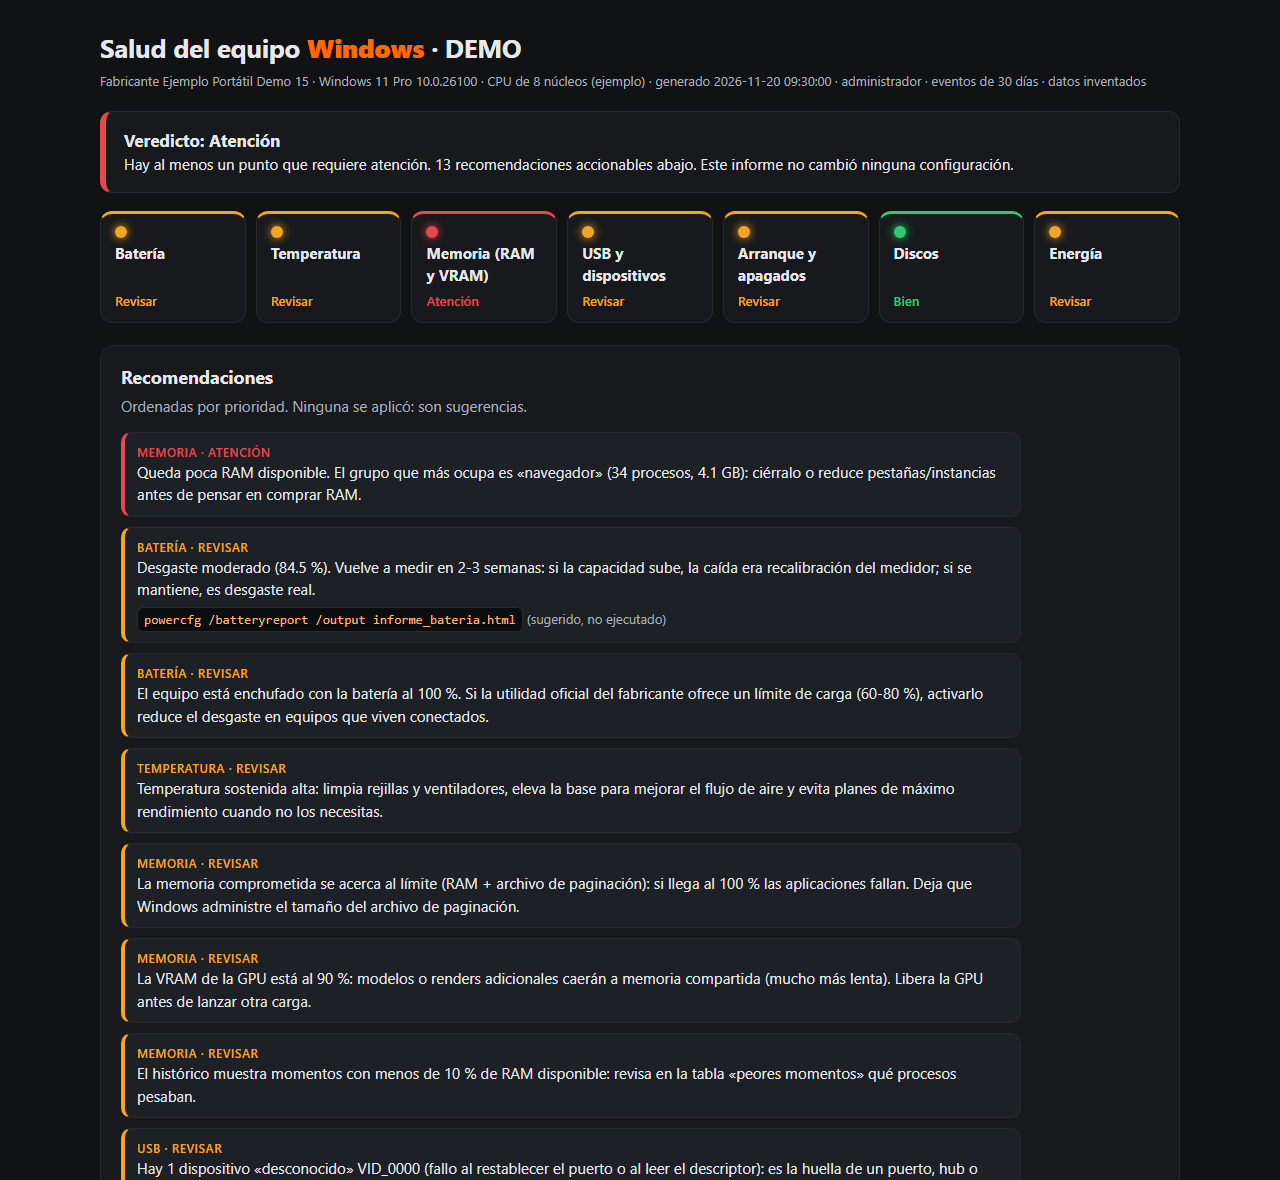 Salud del equipo Windows · DEMO
Fabricante Ejemplo Portátil Demo 15 · Windows 11 Pro 10.0.26100 · CPU de 8 núcleos (ejemplo) · generado 2026-11-20 09:30:00 · administrador · eventos de 30 días · datos inventados
Veredicto: Atención
Hay al menos un punto que requiere atención. 13 recomendaciones accionables abajo. Este informe no cambió ninguna configuración.
Batería
Revisar
Temperatura
Revisar
Memoria (RAM
y VRAM)
Atención
USB y
dispositivos
Revisar
Arranque y
apagados
Revisar
Discos
Bien
Energía
Revisar
Recomendaciones
Ordenadas por prioridad. Ninguna se aplicó: son sugerencias.
MEMORIA · ATENCIÓN
Queda poca RAM disponible. El grupo que más ocupa es «navegador» (34 procesos, 4.1 GB): ciérralo o reduce pestañas/instancias
antes de pensar en comprar RAM.
BATERÍA · REVISAR
Desgaste moderado (84.5 %). Vuelve a medir en 2-3 semanas: si la capacidad sube, la caída era recalibración del medidor; si se
mantiene, es desgaste real.
powercfg /batteryreport /output informe_bateria.html (sugerido, no ejecutado)
BATERÍA · REVISAR
El equipo está enchufado con la batería al 100 %. Si la utilidad oficial del fabricante ofrece un límite de carga (60-80 %), activarlo
reduce el desgaste en equipos que viven conectados.
TEMPERATURA · REVISAR
Temperatura sostenida alta: limpia rejillas y ventiladores, eleva la base para mejorar el flujo de aire y evita planes de máximo
rendimiento cuando no los necesitas.
MEMORIA · REVISAR
La memoria comprometida se acerca al límite (RAM + archivo de paginación): si llega al 100 % las aplicaciones fallan. Deja que
Windows administre el tamaño del archivo de paginación.
MEMORIA · REVISAR
La VRAM de la GPU está al 90 %: modelos o renders adicionales caerán a memoria compartida (mucho más lenta). Libera la GPU
antes de lanzar otra carga.
MEMORIA · REVISAR
El histórico muestra momentos con menos de 10 % de RAM disponible: revisa en la tabla «peores momentos» qué procesos
pesaban.
USB · REVISAR
Hay 1 dispositivo «desconocido» VID_0000 (fallo al restablecer el puerto o al leer el descriptor): es la huella de un puerto, hub o